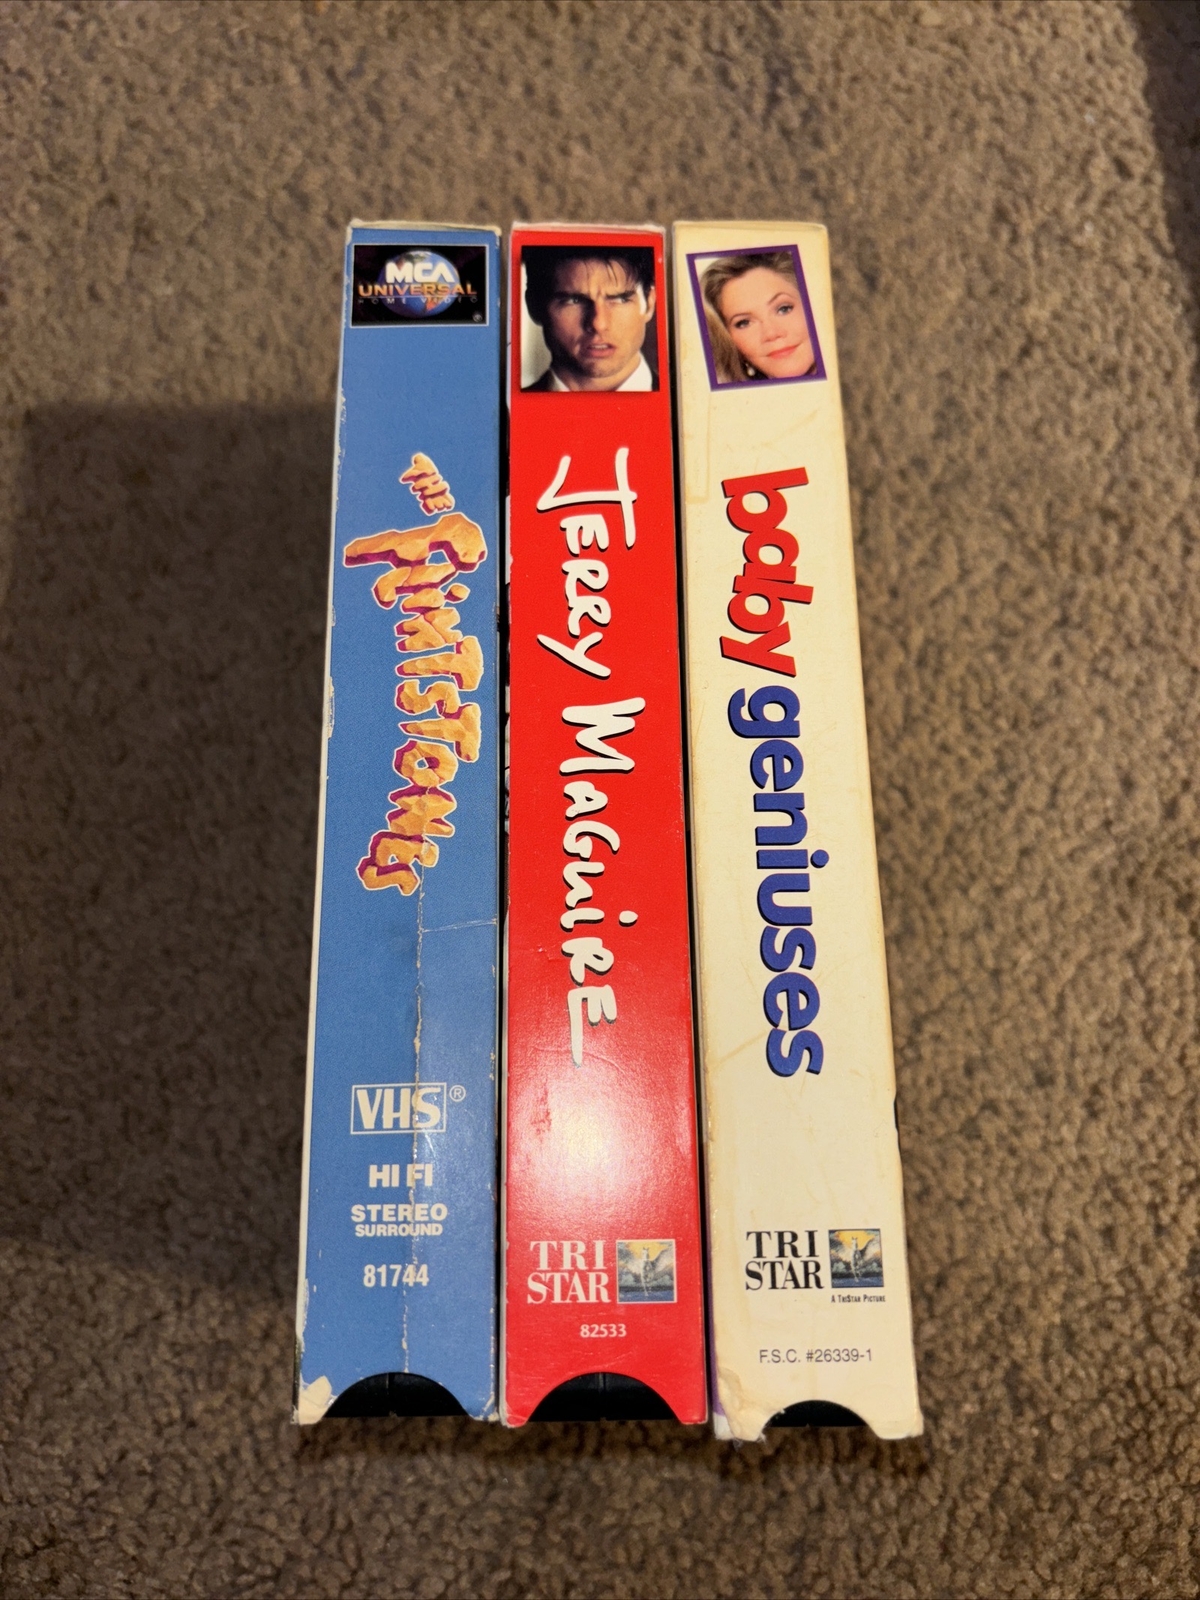 MCA
UNIVERSAL
HOME VIDEO
®
THE
FLINTSTONES
VHS®
HI FI
STEREO
SURROUND
81744
JERRY MAGUIRE
TRI
STAR
82533
baby geniuses
TRI
STAR
A TRISTAR PICTURE
F.S.C. #26339-1